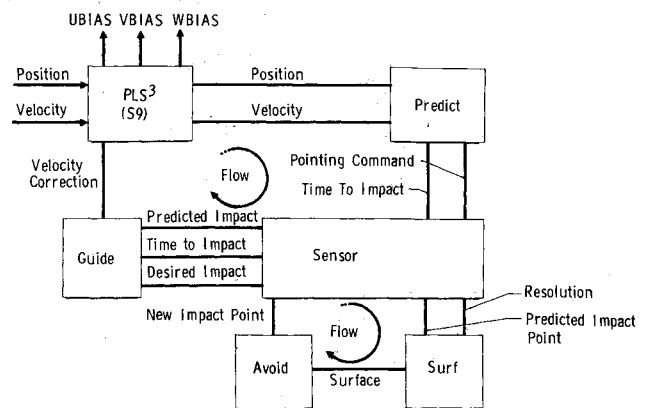 UBIAS VBIAS WBIAS
Position
Velocity
PLS3
(S9)
Position
Velocity
Predict
Velocity
Correction
Flow
Pointing Command
Time To Impact
Guide
Predicted Impact
Time to Impact
Desired Impact
Sensor
New Impact Point
Flow
Resolution
Predicted Impact
Point
Avoid
Surface
Surf